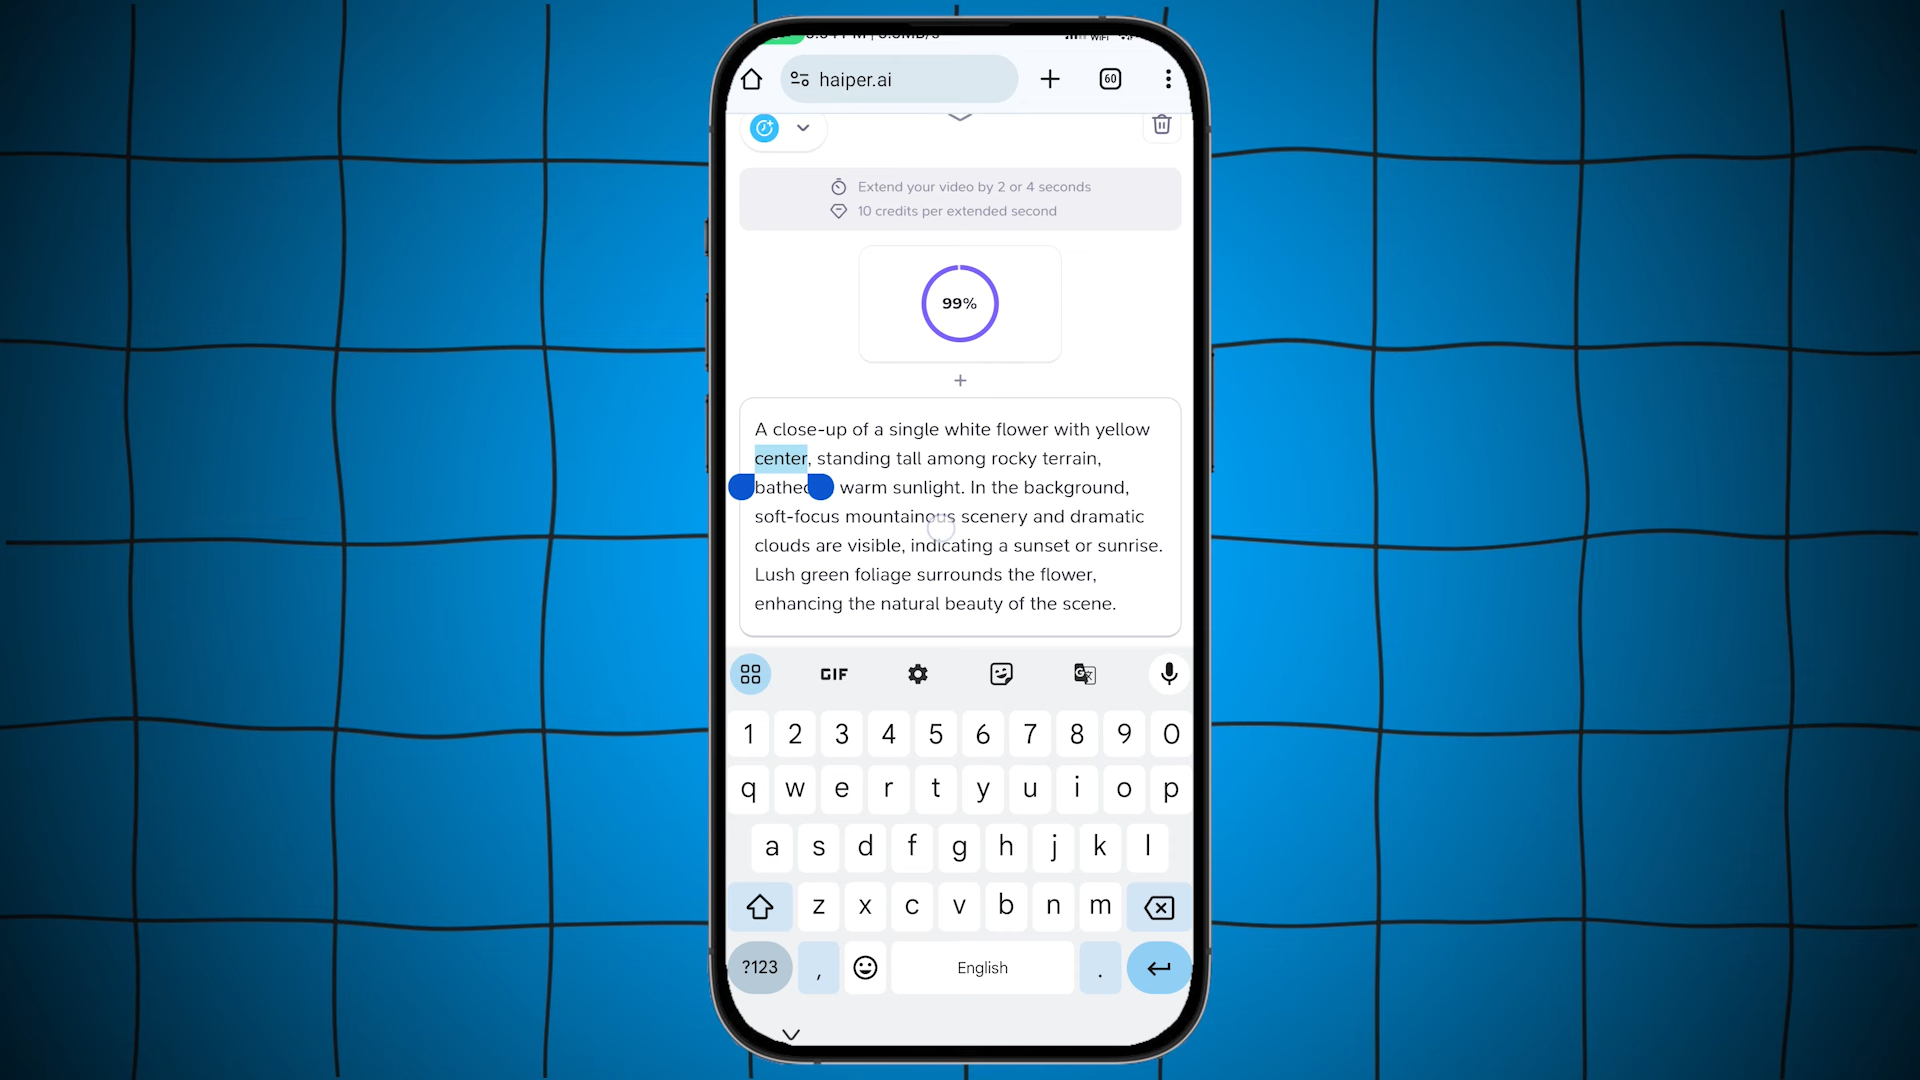 haiper.ai
60
Extend your video by 2 or 4 seconds
10 credits per extended second
99%
A close-up of a single white flower with yellow
center, standing tall among rocky terrain,
bathed warm sunlight. In the background,
soft-focus mountainous scenery and dramatic
clouds are visible, indicating a sunset or sunrise.
Lush green foliage surrounds the flower,
enhancing the natural beauty of the scene.
GIF
1 2 3 4 5 6 7 8 9 0
q w e r t y u i o p
a s d f g h j k l
z x c v b n m
?123 , English .